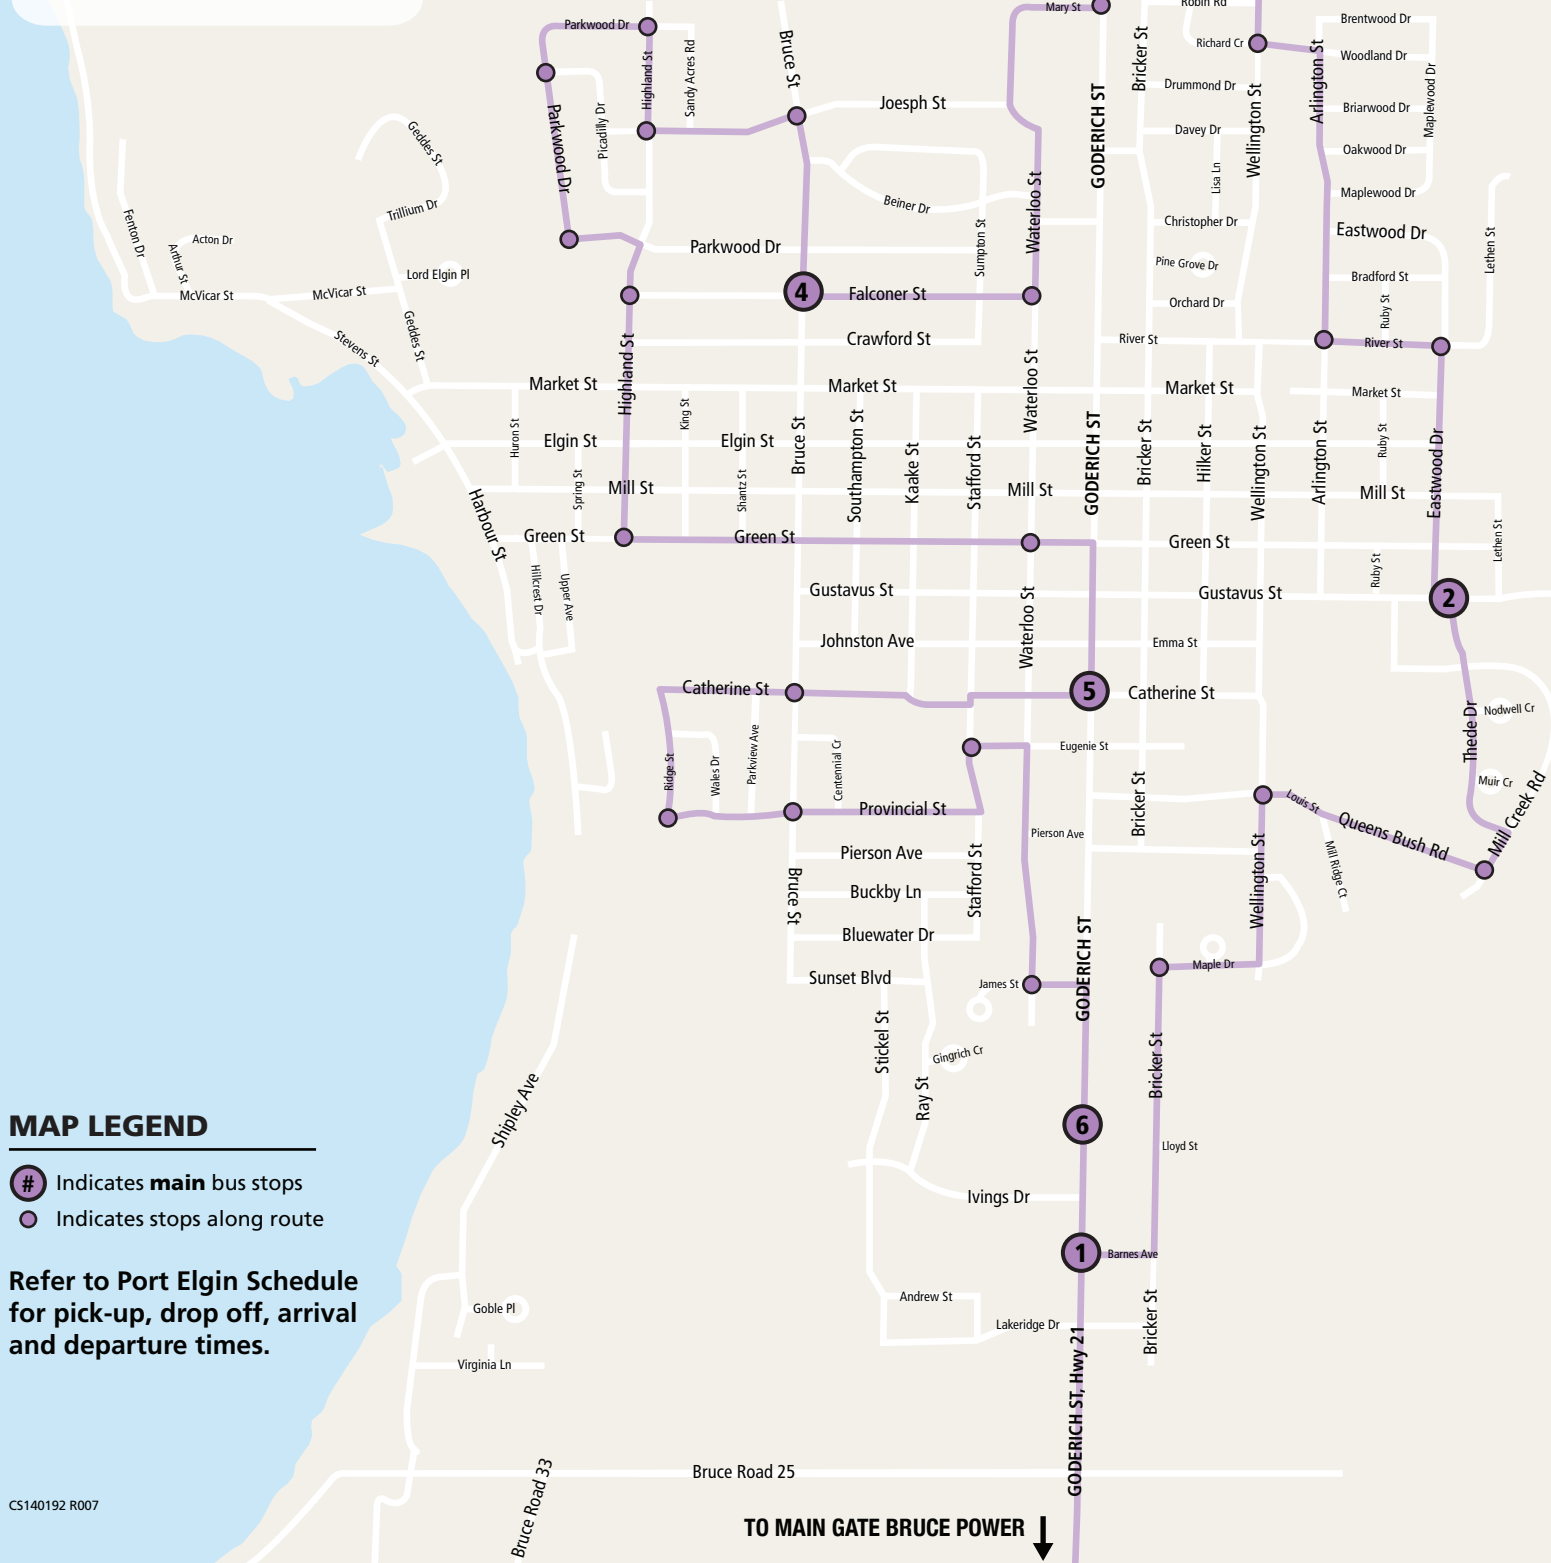 Mary St
Robin Rd
Parkwood Dr
Highland St
Sandy Acres Rd
Bruce St
Bricker St
Richard Cr
Arlington St
Brentwood Dr
Woodland Dr
Maplewood Dr
Joesph St
GODERICH ST
Drummond Dr
Wellington St
Briarwood Dr
Geddes St
Parkwood Dr
Picadilly Dr
Davey Dr
Oakwood Dr
Lisa Ln
Maplewood Dr
Trillium Dr
Beiner Dr
Waterloo St
Christopher Dr
Eastwood Dr
Fenton Dr
Acton Dr
Arthur St
Parkwood Dr
Sumpton St
Lethen St
Pine Grove Dr
Lord Elgin Pl
Bradford St
McVicar St
McVicar St
4
Falconer St
Orchard Dr
Ruby St
Geddes St
Stevens St
Highland St
Crawford St
River St
River St
Waterloo St
Market St
Market St
Market St
Market St
Huron St
King St
Elgin St
Elgin St
Bruce St
Southampton St
Kaake St
Stafford St
GODERICH ST
Bricker St
Hilker St
Wellington St
Arlington St
Ruby St
Eastwood Dr
Spring St
Shantz St
Mill St
Mill St
Mill St
Harbour St
Green St
Green St
Green St
Lethen St
Hillcrest Dr
Upper Ave
Gustavus St
Waterloo St
Gustavus St
Ruby St
2
Johnston Ave
Emma St
Catherine St
5
Catherine St
Thede Dr
Nodwell Cr
Ridge St
Wales Dr
Parkview Ave
Centennial Cr
Eugenie St
Muir Cr
Mill Creek Rd
Provincial St
Bricker St
Louis St
Queens Bush Rd
Pierson Ave
Pierson Ave
Mill Ridge Ct
Bruce St
Buckby Ln
Stafford St
Wellington St
Bluewater Dr
GODERICH ST
Sunset Blvd
James St
Maple Dr
Stickel St
Gingrich Cr
Bricker St
Ray St
Shipley Ave
6
Lloyd St
Ivings Dr
1
Barnes Ave
Andrew St
Goble Pl
Lakeridge Dr
Bricker St
Virginia Ln
GODERICH ST, Hwy 21
Bruce Road 25
Bruce Road 33
TO MAIN GATE BRUCE POWER
MAP LEGEND
# Indicates main bus stops
Indicates stops along route
Refer to Port Elgin Schedule
for pick-up, drop off, arrival
and departure times.
CS140192 R007